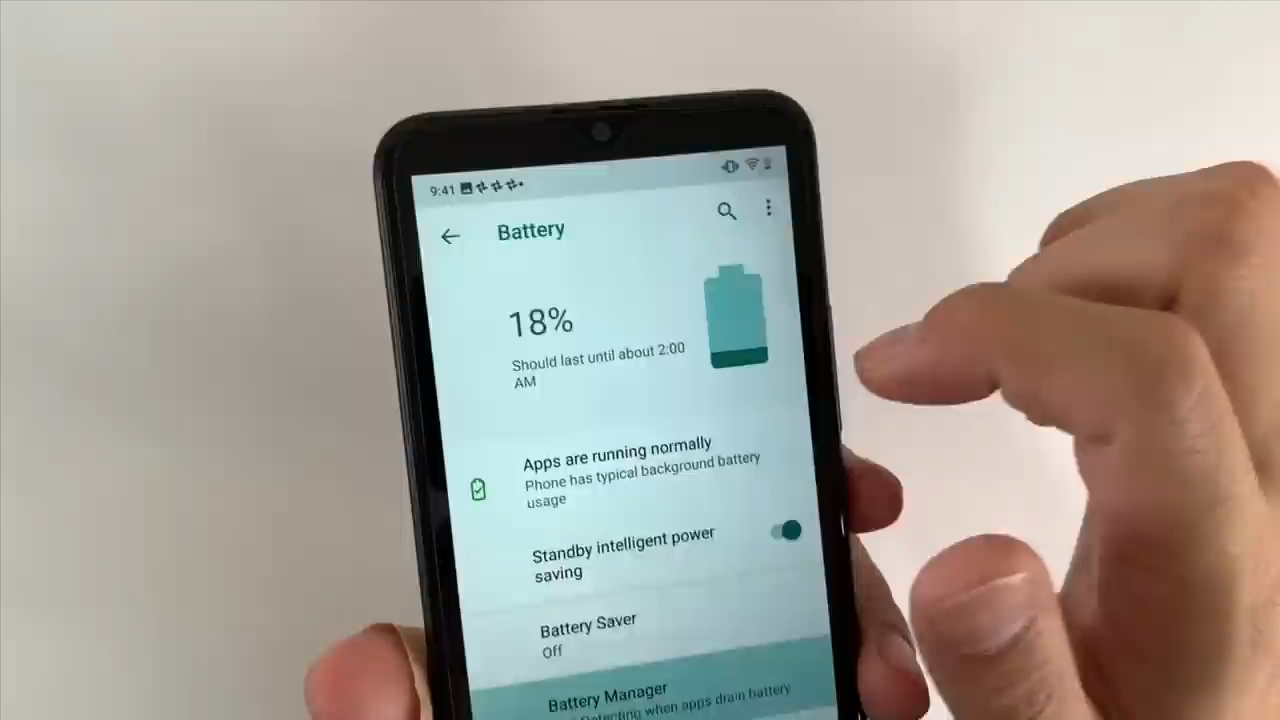 9:41
Battery
18%
Should last until about 2:00
AM
Apps are running normally
Phone has typical background battery
usage
Standby intelligent power
saving
Battery Saver
Off
Battery Manager
Detecting when apps drain battery